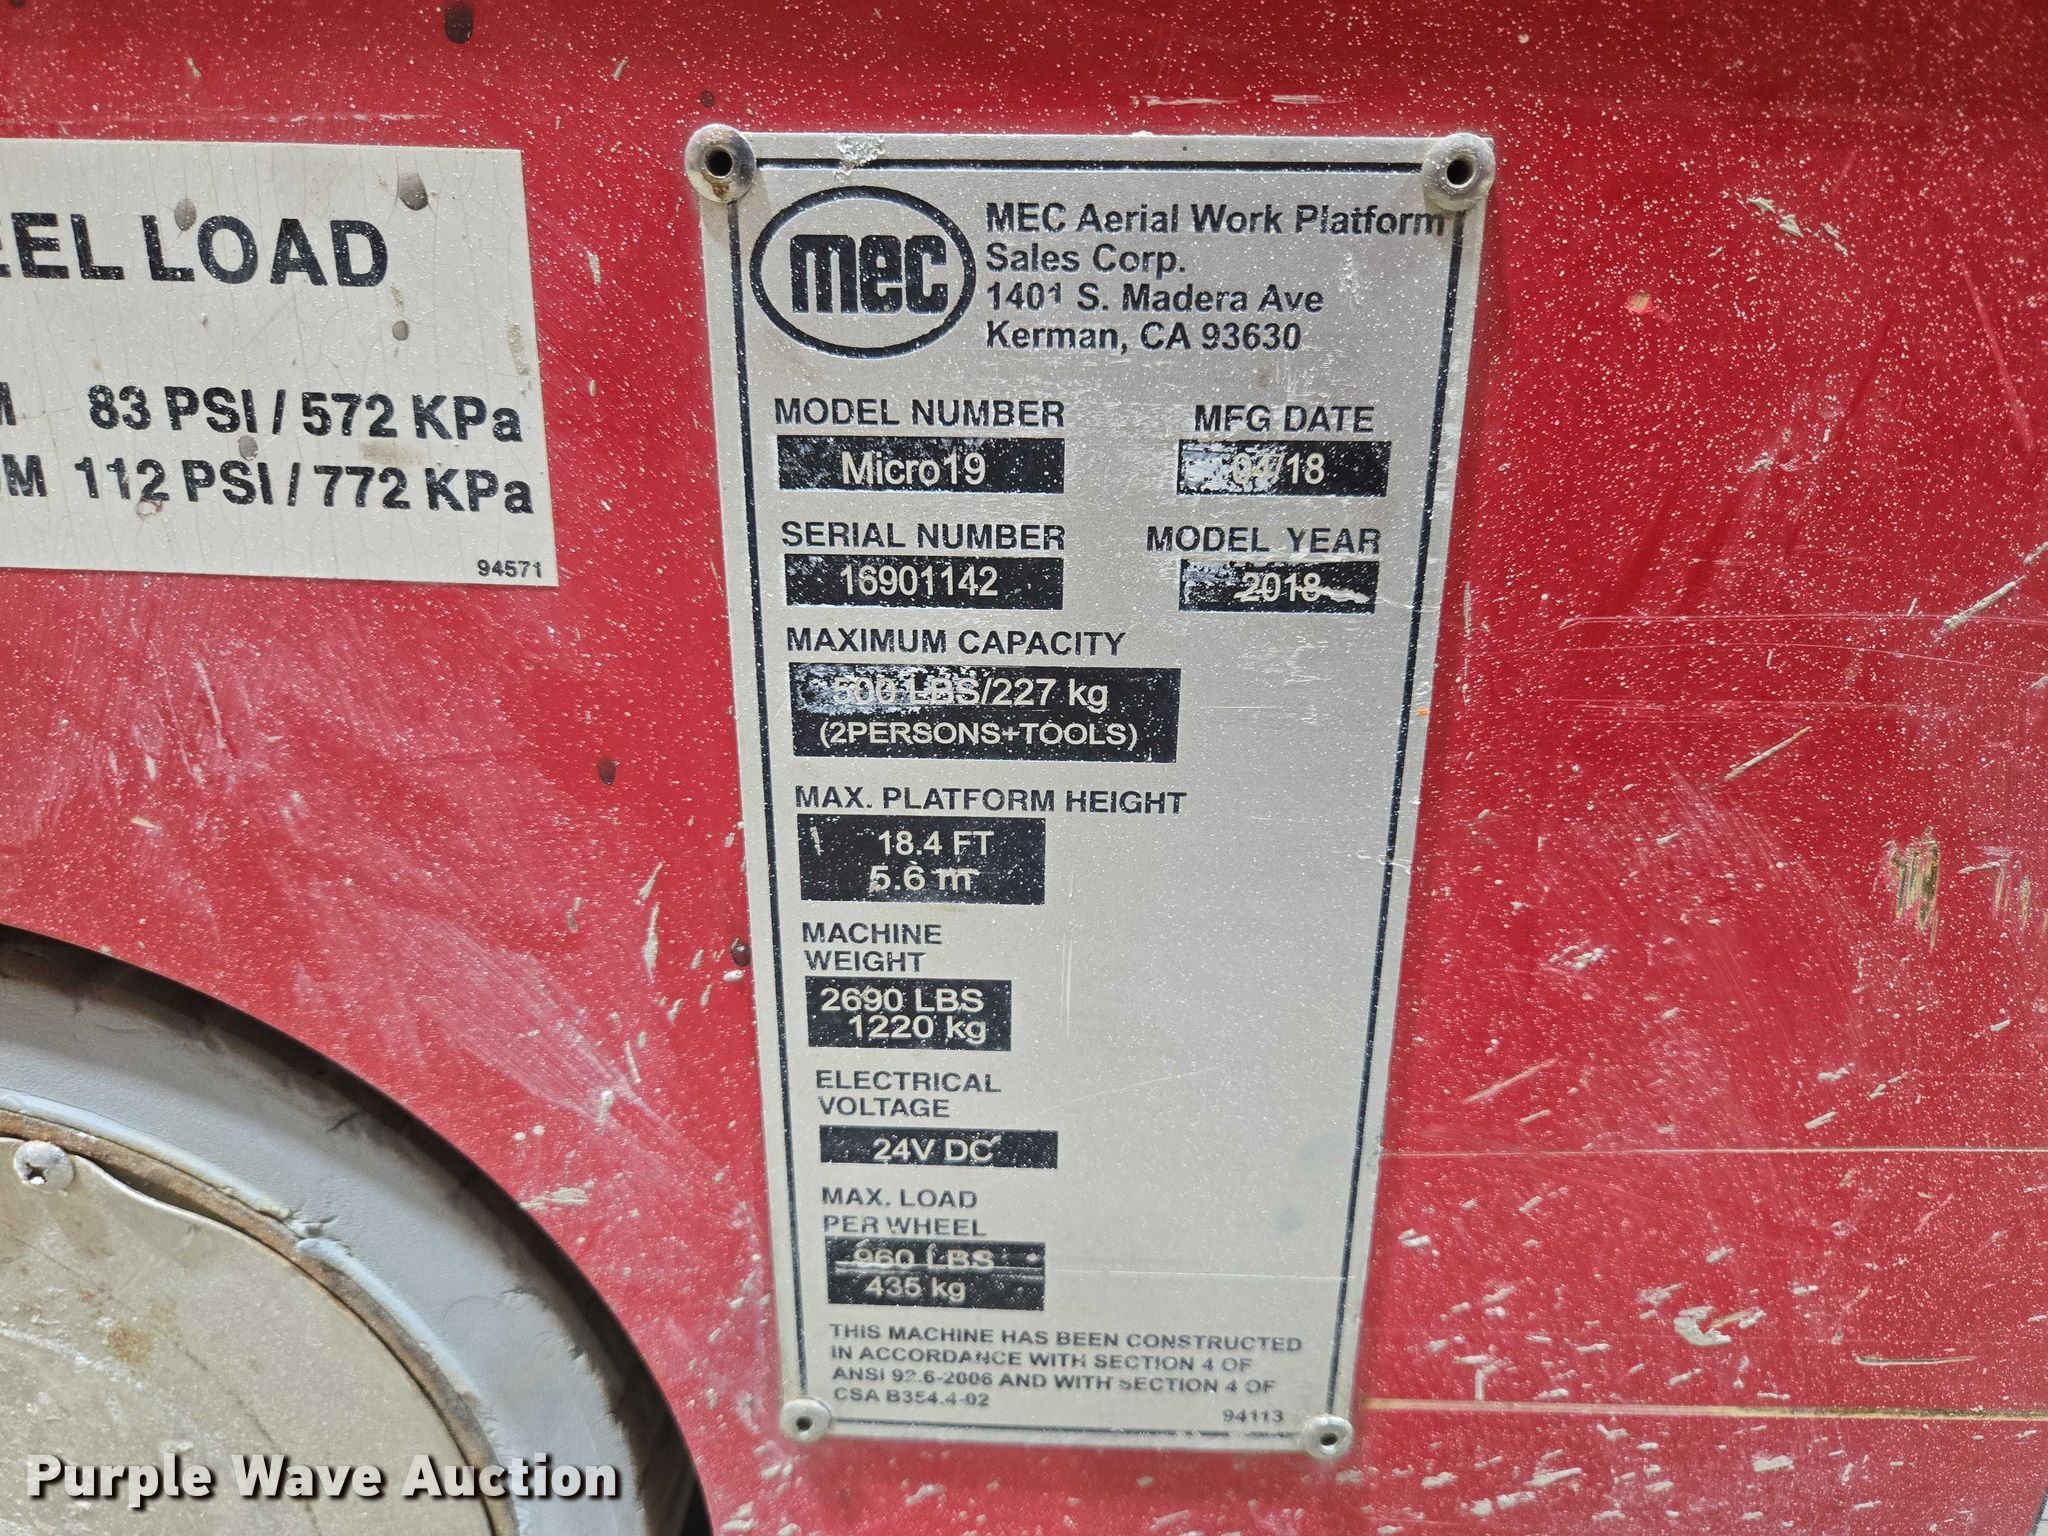 EEL LOAD
M 83 PSI / 572 KPa
UM 112 PSI / 772 KPa
94571
mec
MEC Aerial Work Platform
Sales Corp.
1401 S. Madera Ave
Kerman, CA 93630
MODEL NUMBER
Micro19
MFG DATE
04/18
SERIAL NUMBER
16901142
MODEL YEAR
2018
MAXIMUM CAPACITY
500 LBS/227 kg
(2PERSONS+TOOLS)
MAX. PLATFORM HEIGHT
18.4 FT
5.6 m
MACHINE
WEIGHT
2690 LBS
1220 kg
ELECTRICAL
VOLTAGE
24V DC
MAX. LOAD
PER WHEEL
960 LBS
435 kg
THIS MACHINE HAS BEEN CONSTRUCTED
IN ACCORDANCE WITH SECTION 4 OF
ANSI 92.6-2006 AND WITH SECTION 4 OF
CSA B354.4-02
94113
Purple Wave Auction